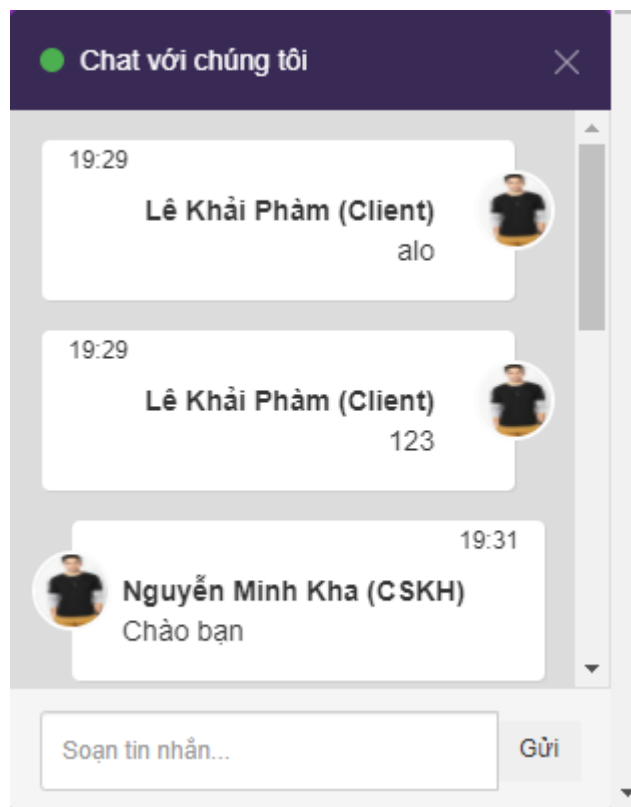 Chat với chúng tôi
19:29
Lê Khải Phàm (Client)
alo
19:29
Lê Khải Phàm (Client)
123
19:31
Nguyễn Minh Kha (CSKH)
Chào bạn
Soạn tin nhắn...
Gửi